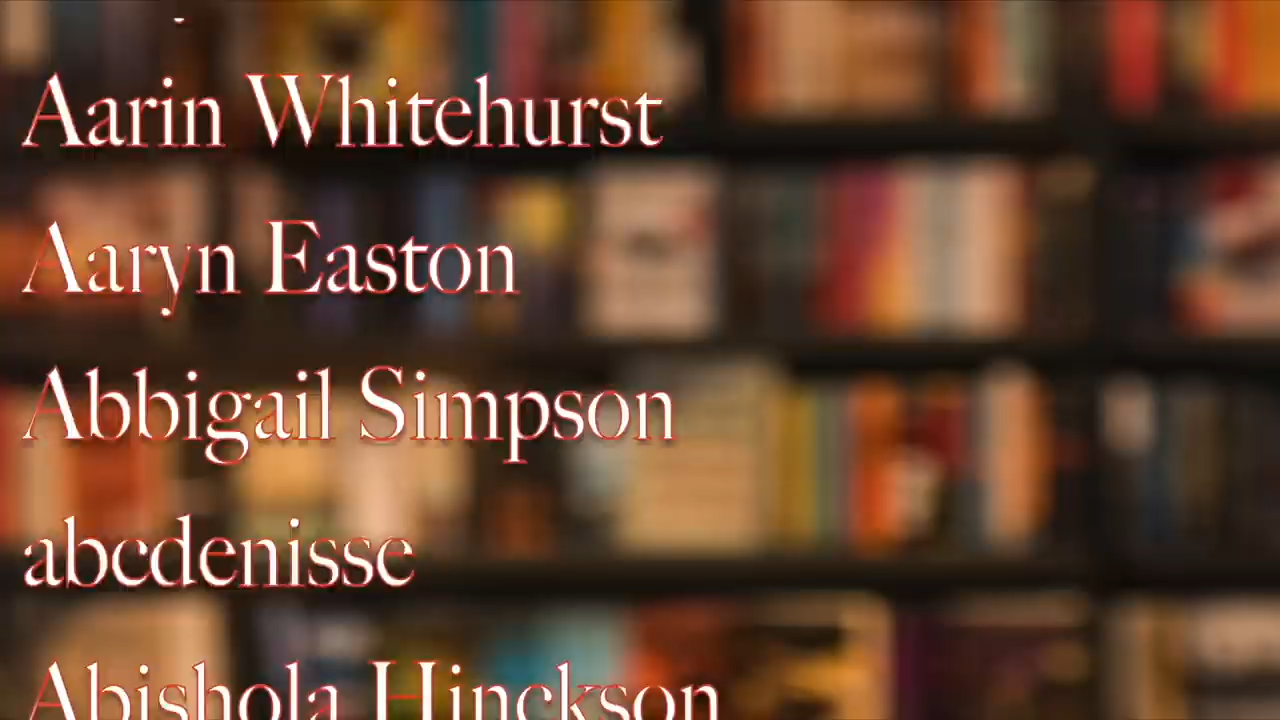 Aarin Whitehurst
Aaryn Easton
Abbigail Simpson
abcdenisse
Abishola Hinckson